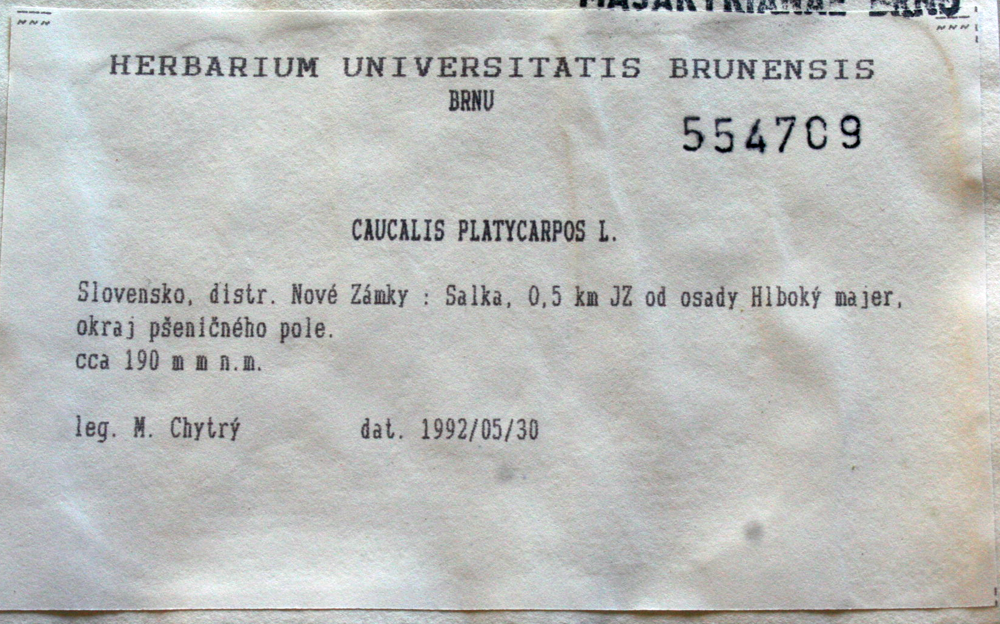 MASARYKIANAE BRNO
HERBARIUM UNIVERSITATIS BRUNENSIS
BRNU
554709
CAUCALIS PLATYCARPOS L.
Slovensko, distr. Nové Zámky : Salka, 0,5 km JZ od osady Hlboký majer,
okraj pšeničného pole.
cca 190 m m n.m.
leg. M. Chytrý dat. 1992/05/30